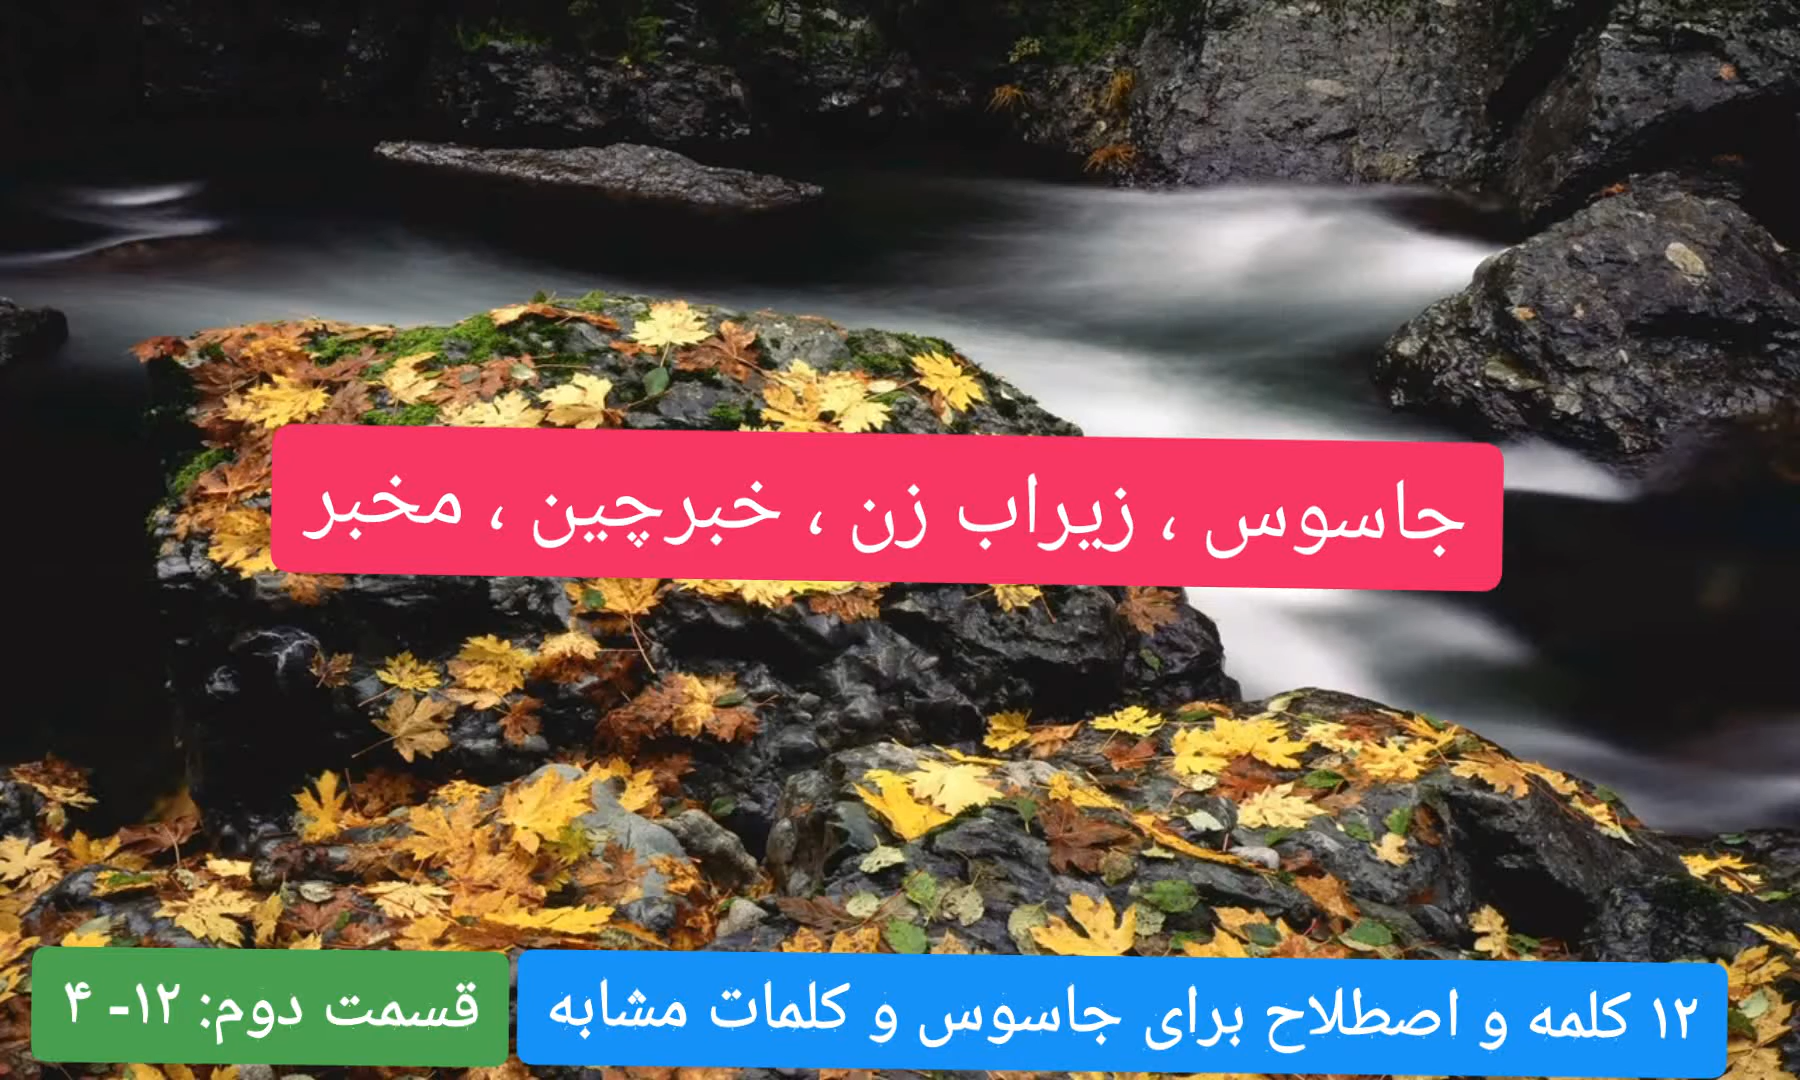 جاسوس ، زیراب زن ، خبرچین ، مخبر
۱۲ کلمه و اصطلاح برای جاسوس و کلمات مشابه
قسمت دوم: ۱۲- ۴